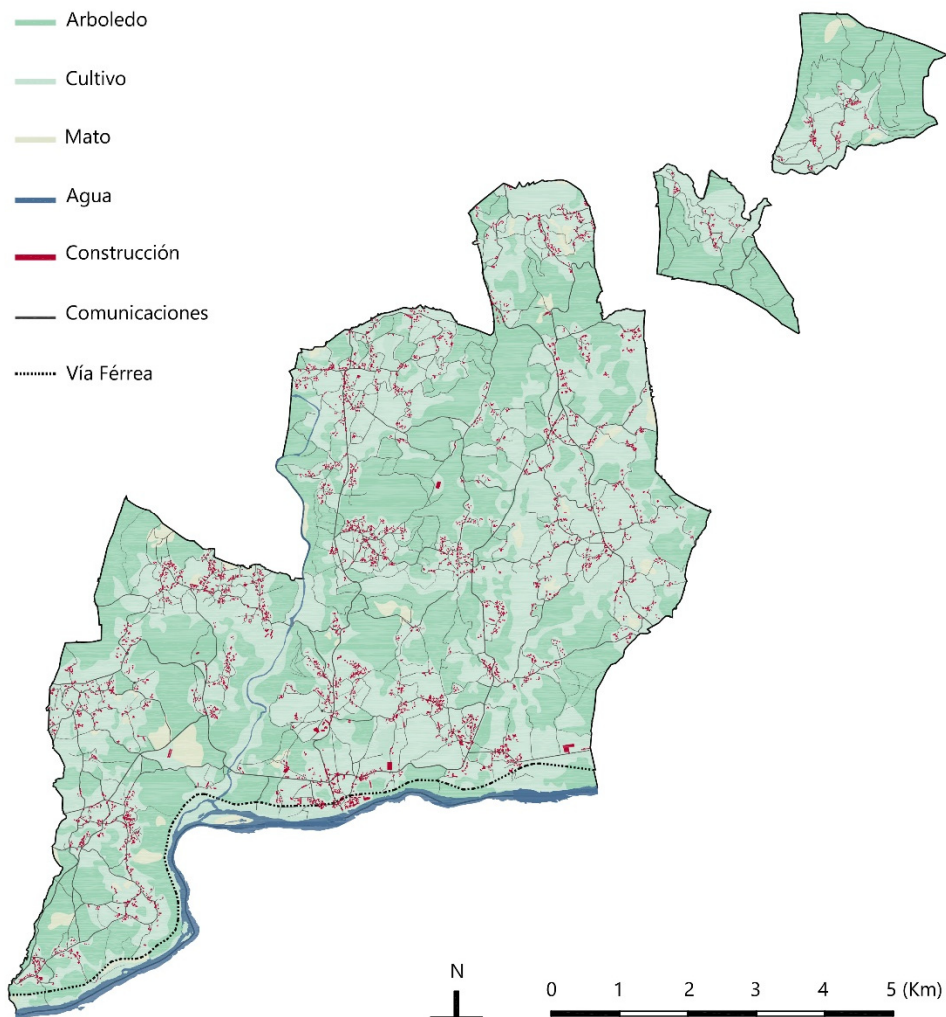 Arboledo
Cultivo
Mato
Agua
Construcción
Comunicaciones
Vía Férrea
N
0 1 2 3 4 5 (Km)